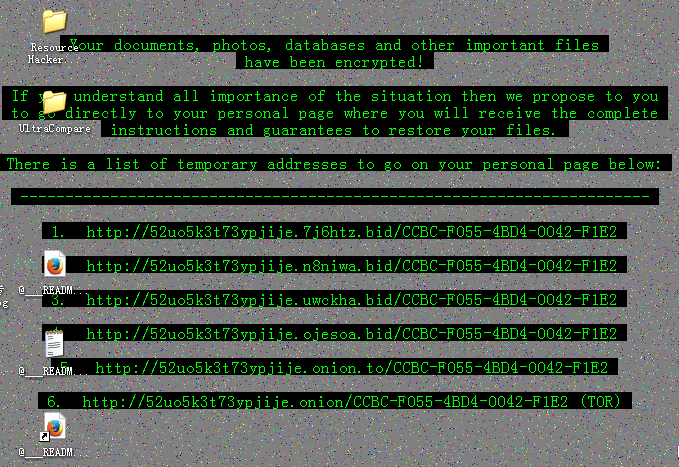 Your documents, photos, databases and other important files
have been encrypted!
Resource
Hacker...
If you understand all importance of the situation then we propose to you
to go directly to your personal page where you will receive the complete
instructions and guarantees to restore your files.
UltraCompare
There is a list of temporary addresses to go on your personal page below:
------------------------------------------------------------------------
1. http://52uo5k3t73ypjije.7j6htz.bid/CCBC-F055-4BD4-0042-F1E2
http://52uo5k3t73ypjije.n8niwa.bid/CCBC-F055-4BD4-0042-F1E2
@___READM...
3. http://52uo5k3t73ypjije.uwckha.bid/CCBC-F055-4BD4-0042-F1E2
http://52uo5k3t73ypjije.ojesoa.bid/CCBC-F055-4BD4-0042-F1E2
5. http://52uo5k3t73ypjije.onion.to/CCBC-F055-4BD4-0042-F1E2
@___READM...
6. http://52uo5k3t73ypjije.onion/CCBC-F055-4BD4-0042-F1E2 (TOR)
@___READM...